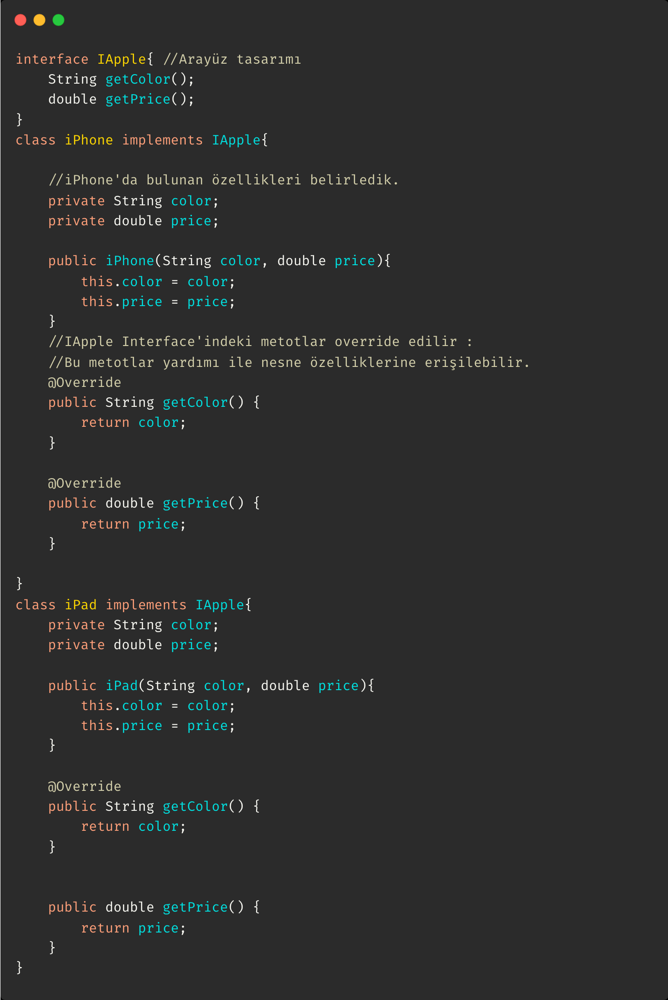 interface IApple{ //Arayüz tasarımı
    String getColor();
    double getPrice();
}
class iPhone implements IApple{
    //iPhone'da bulunan özellikleri belirledik.
    private String color;
    private double price;
    public iPhone(String color, double price){
        this.color = color;
        this.price = price;
    }
    //IApple Interface'indeki metotlar override edilir :
    //Bu metotlar yardımı ile nesne özelliklerine erişilebilir.
    @Override
    public String getColor() {
        return color;
    }
    @Override
    public double getPrice() {
        return price;
    }
}
class iPad implements IApple{
    private String color;
    private double price;
    public iPad(String color, double price){
        this.color = color;
        this.price = price;
    }
    @Override
    public String getColor() {
        return color;
    }
    public double getPrice() {
        return price;
    }
}